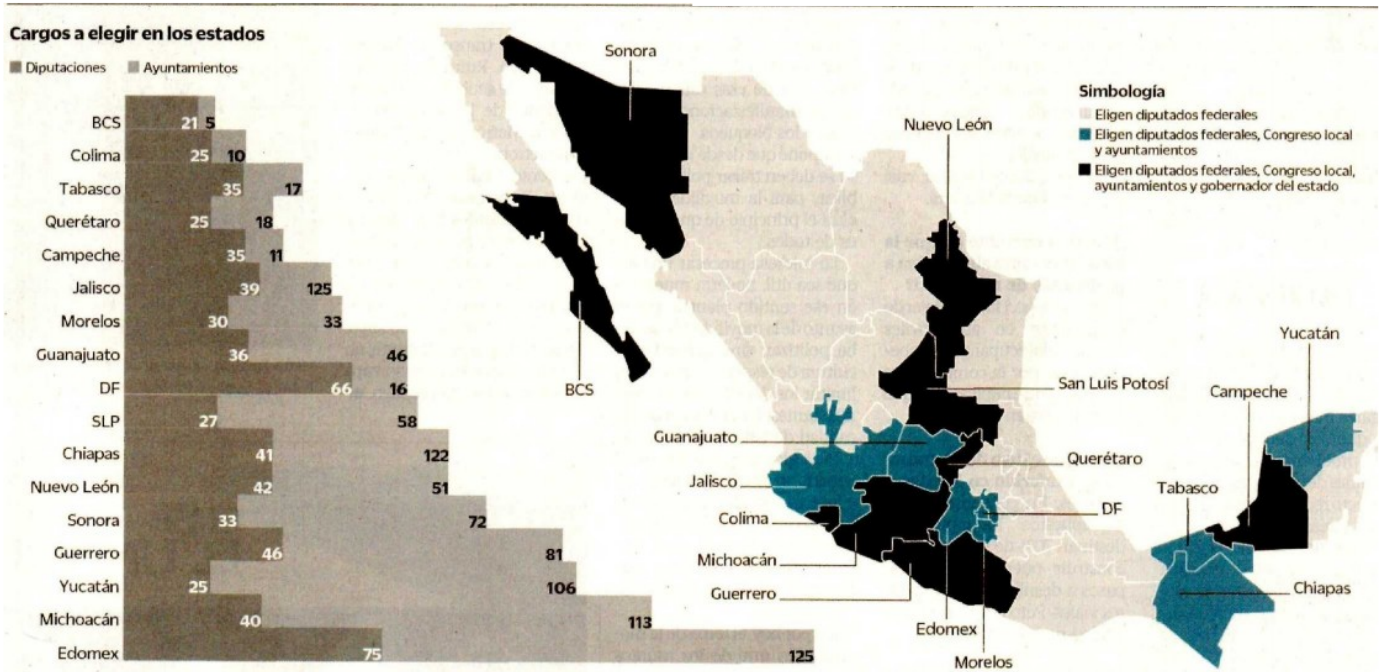 Cargos a elegir en los estados
Diputaciones Ayuntamientos
BCS 21 5
Colima 25 10
Tabasco 35 17
Querétaro 25 18
Campeche 35 11
Jalisco 39 125
Morelos 30 33
Guanajuato 36 46
DF 66 16
SLP 27 58
Chiapas 41 122
Nuevo León 42 51
Sonora 33 72
Guerrero 46 81
Yucatán 25 106
Michoacán 40 113
Edomex 75 125
Sonora
Nuevo León
BCS
San Luis Potosí
Guanajuato
Querétaro
Jalisco
Colima
DF
Michoacán
Guerrero
Edomex
Morelos
Yucatán
Campeche
Tabasco
Chiapas
Simbología
Eligen diputados federales
Eligen diputados federales, Congreso local
y ayuntamientos
Eligen diputados federales, Congreso local,
ayuntamientos y gobernador del estado